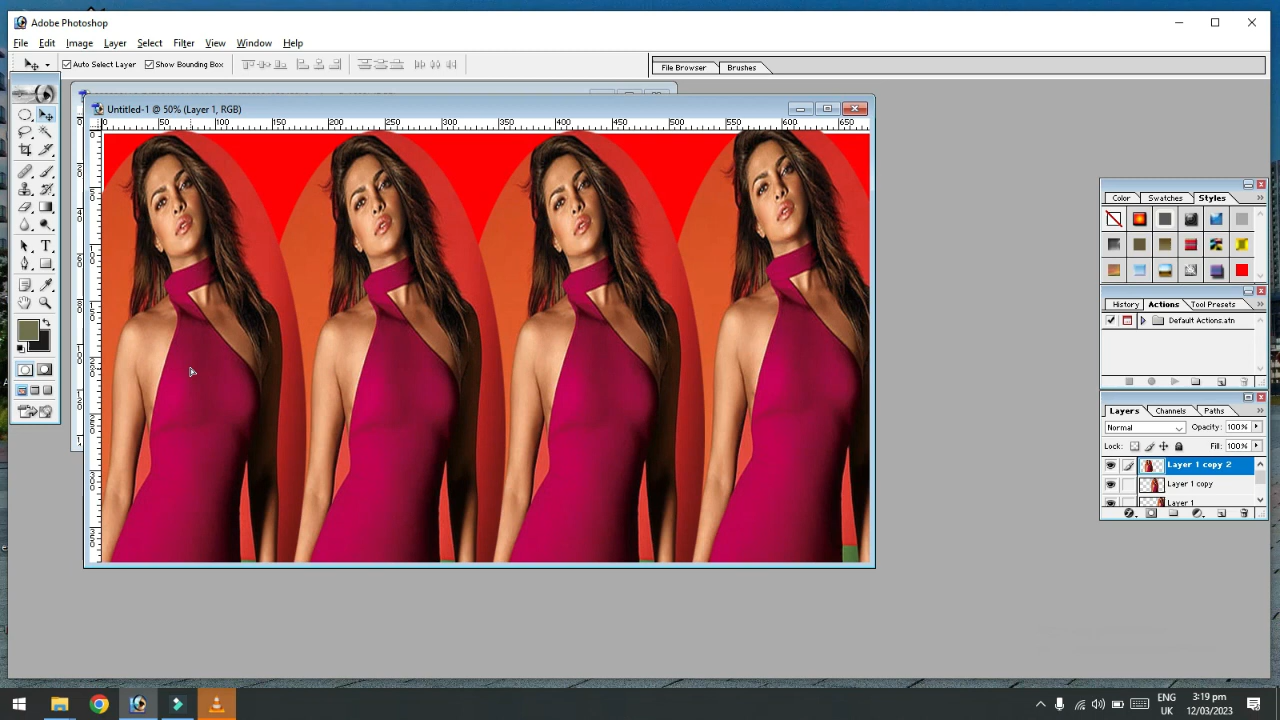 Adobe Photoshop
File Edit Image Layer Select Filter View Window Help
Auto Select Layer Show Bounding Box File Browser Brushes
Untitled-1 @ 50% (Layer 1, RGB)
0 50 100 150 200 250 300 350 400 450 500 550 600 650
Color Swatches Styles
History Actions Tool Presets
Default Actions.atn
Layers Channels Paths
Normal Opacity: 100%
Lock: Fill: 100%
Layer 1 copy 2
Layer 1 copy
Layer 1
ENG
UK
3:19 pm
12/03/2023